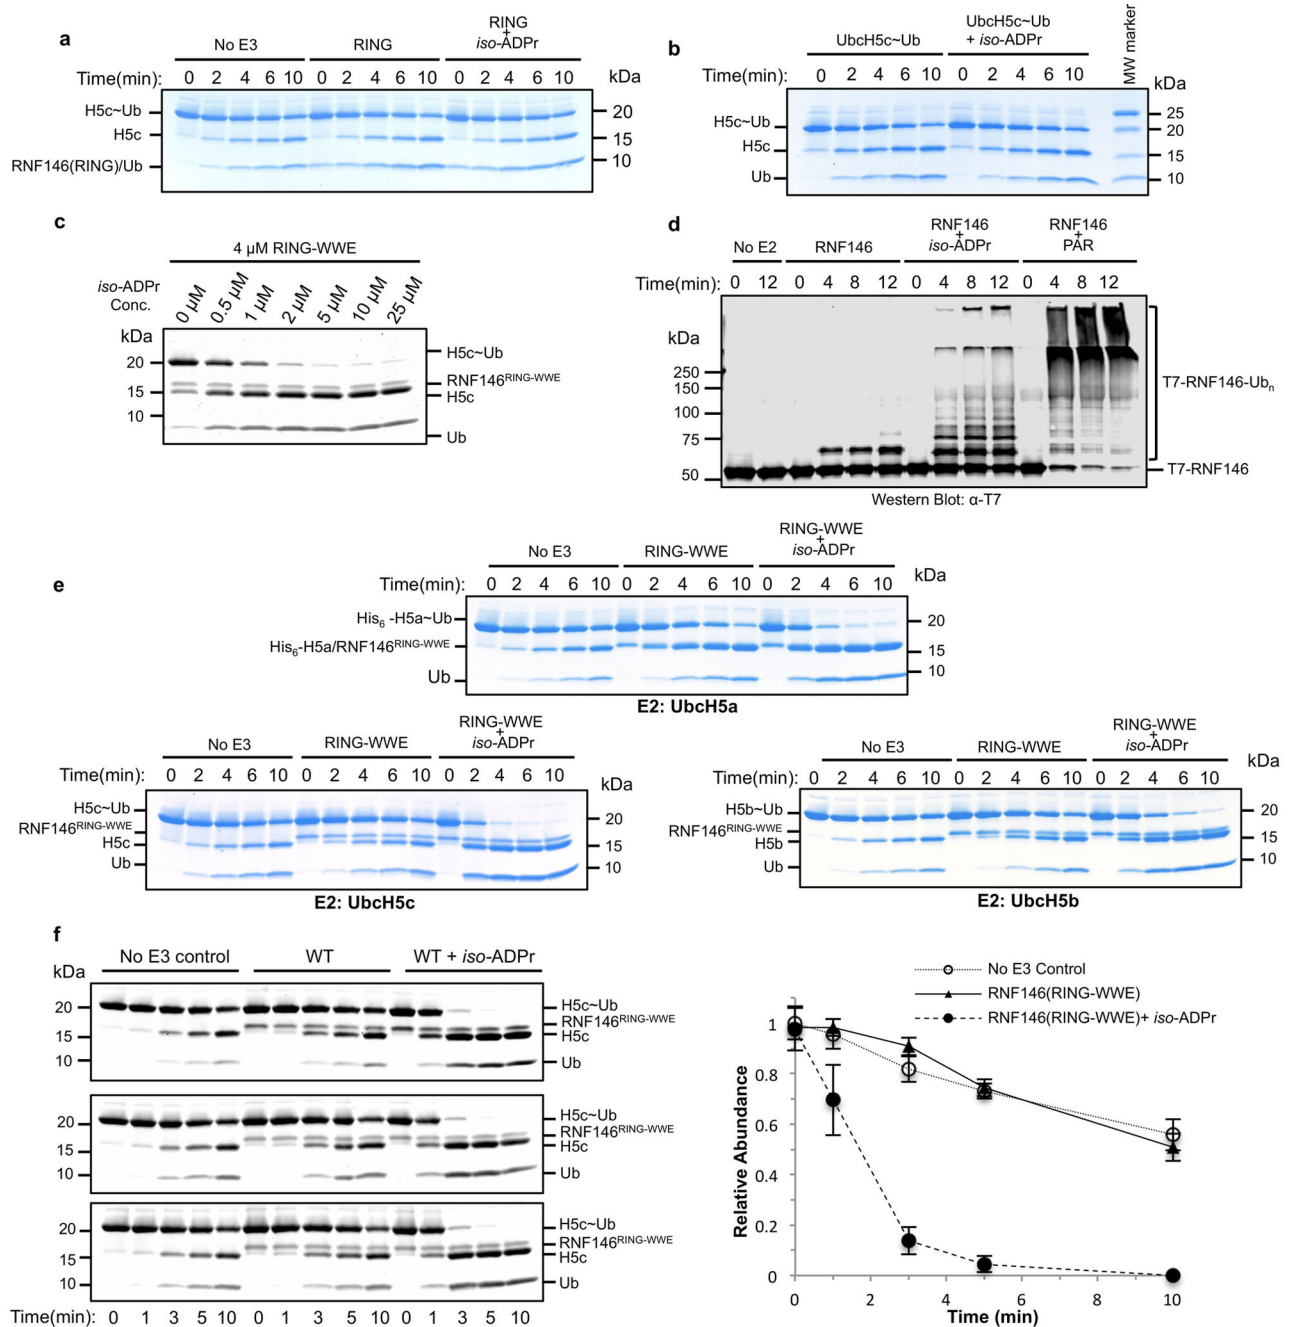 a
No E3
RING
RING
+
iso-ADPr
Time(min):
0 2 4 6 10 0 2 4 6 10 0 2 4 6 10
kDa
H5c~Ub
H5c
RNF146(RING)/Ub
20
15
10
b
UbcH5c~Ub
UbcH5c~Ub
+ iso-ADPr
MW marker
Time(min):
0 2 4 6 10 0 2 4 6 10
kDa
H5c~Ub
H5c
Ub
25
20
15
10
c
4 µM RING-WWE
iso-ADPr
Conc.
0 µM 0.5 µM 1 µM 2 µM 5 µM 10 µM 25 µM
kDa
20
15
10
H5c~Ub
RNF146RING-WWE
H5c
Ub
d
No E2
RNF146
RNF146
+
iso-ADPr
RNF146
+
PAR
Time(min):
0 12 0 4 8 12 0 4 8 12 0 4 8 12
kDa
250
150
100
75
50
T7-RNF146-Ubn
T7-RNF146
Western Blot: α-T7
e
No E3
RING-WWE
RING-WWE
+
iso-ADPr
Time(min):
0 2 4 6 10 0 2 4 6 10 0 2 4 6 10
kDa
His6 -H5a~Ub
His6-H5a/RNF146RING-WWE
Ub
20
15
10
E2: UbcH5a
No E3
RING-WWE
RING-WWE
+
iso-ADPr
Time(min):
0 2 4 6 10 0 2 4 6 10 0 2 4 6 10
kDa
H5c~Ub
RNF146RING-WWE
H5c
Ub
20
15
10
E2: UbcH5c
No E3
RING-WWE
RING-WWE
+
iso-ADPr
Time(min):
0 2 4 6 10 0 2 4 6 10 0 2 4 6 10
kDa
H5b~Ub
RNF146RING-WWE
H5b
Ub
20
15
10
E2: UbcH5b
f
No E3 control
WT
WT + iso-ADPr
kDa
20
15
10
H5c~Ub
RNF146RING-WWE
H5c
Ub
20
15
10
H5c~Ub
RNF146RING-WWE
H5c
Ub
20
15
10
H5c~Ub
RNF146RING-WWE
H5c
Ub
Time(min):
0 1 3 5 10 0 1 3 5 10 0 1 3 5 10
No E3 Control
RNF146(RING-WWE)
RNF146(RING-WWE)+ iso-ADPr
Relative Abundance
1
0.8
0.6
0.4
0.2
0
0 2 4 6 8 10
Time (min)